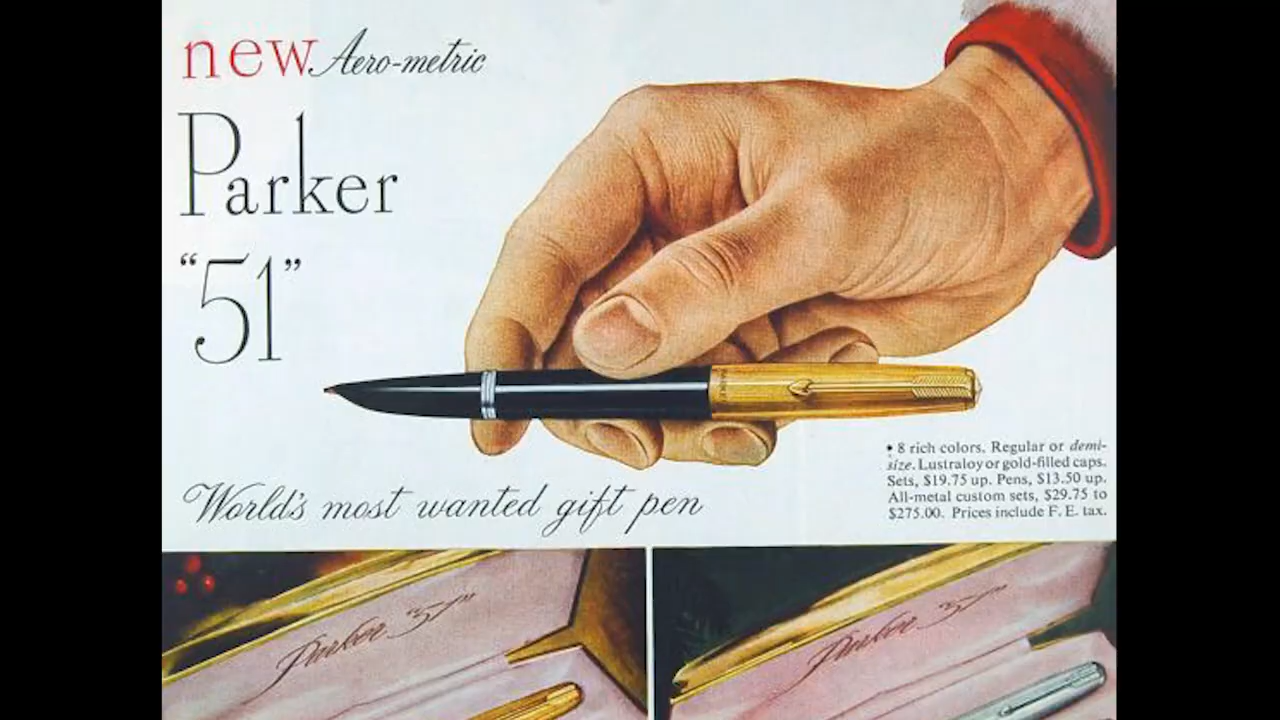 new Aero-metric
Parker
“51”
• 8 rich colors. Regular or demi-
size. Lustraloy or gold-filled caps.
Sets, $19.75 up. Pens, $13.50 up.
All-metal custom sets, $29.75 to
$275.00. Prices include F. E. tax.
World's most wanted gift pen
Parker "51"
Parker "51"